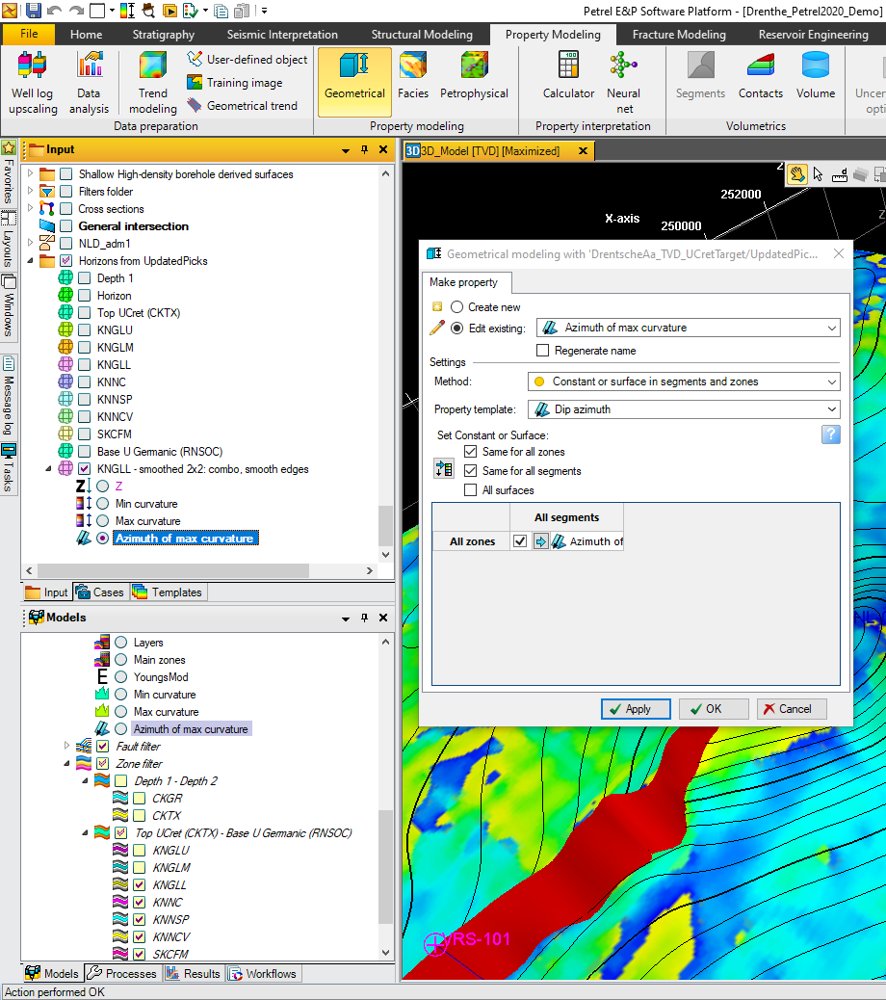 Petrel E&P Software Platform - [Drenthe_Petrel2020_Demo]
File Home Stratigraphy Seismic Interpretation Structural Modeling Property Modeling Fracture Modeling Reservoir Engineering
Well log upscaling
Data analysis
Trend modeling
User-defined object
Training image
Geometrical trend
Geometrical
Facies
Petrophysical
Calculator
Neural net
Segments
Contacts
Volume
Data preparation
Property modeling
Property interpretation
Volumetrics
Favorites
Layouts
Windows
Message log
Tasks
Input
Shallow High-density borehole derived surfaces
Filters folder
Cross sections
General intersection
NLD_adm1
Horizons from UpdatedPicks
Depth 1
Horizon
Top UCret (CKTX)
KNGLU
KNGLM
KNGLL
KNNC
KNNSP
KNNCV
SKCFM
Base U Germanic (RNSOC)
KNGLL - smoothed 2x2: combo, smooth edges
Z Z
Min curvature
Max curvature
Azimuth of max curvature
Input Cases Templates
Models
Layers
Main zones
E YoungsMod
Min curvature
Max curvature
Azimuth of max curvature
Fault filter
Zone filter
Depth 1 - Depth 2
CKGR
CKTX
Top UCret (CKTX) - Base U Germanic (RNSOC)
KNGLU
KNGLM
KNGLL
KNNC
KNNSP
KNNCV
SKCFM
Models Processes Results Workflows
Action performed OK
3D 3D_Model [TVD] [Maximized]
252000
X-axis
250000
Geometrical modeling with 'DrentscheAa_TVD_UCretTarget/UpdatedPic...
Make property
Create new
Edit existing: Azimuth of max curvature
Regenerate name
Settings
Method: Constant or surface in segments and zones
Property template: Dip azimuth
Set Constant or Surface:
?
Same for all zones
Same for all segments
All surfaces
All segments
All zones Azimuth of
Apply OK Cancel
VRS-101